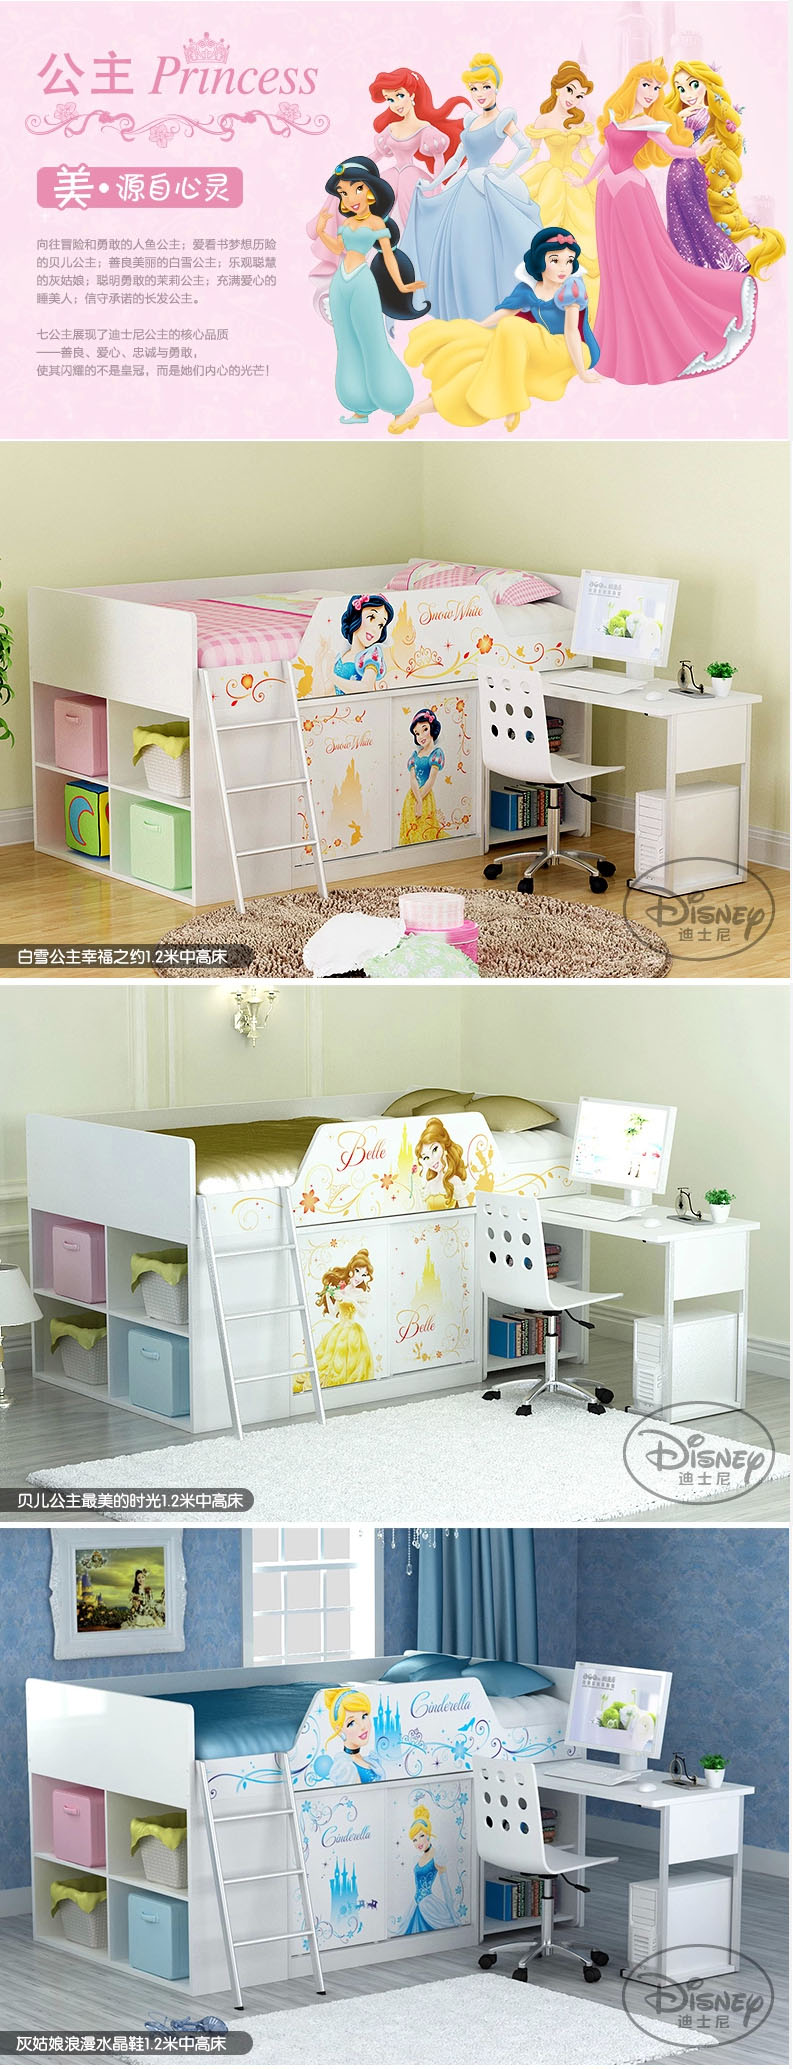 公主 Princess
美·源自心灵
向往冒险和勇敢的人鱼公主；爱看书梦想历险
的贝儿公主；善良美丽的白雪公主；乐观聪慧
的灰姑娘；聪明勇敢的茉莉公主；充满爱心的
睡美人；信守承诺的长发公主。
七公主展现了迪士尼公主的核心品质
——善良、爱心、忠诚与勇敢，
使其闪耀的不是皇冠，而是她们内心的光芒！
Snow White
Snow White
Disney
迪士尼
白雪公主幸福之约1.2米中高床
Belle
Belle
Disney
迪士尼
贝儿公主最美的时光1.2米中高床
Cinderella
Cinderella
Disney
迪士尼
灰姑娘浪漫水晶鞋1.2米中高床